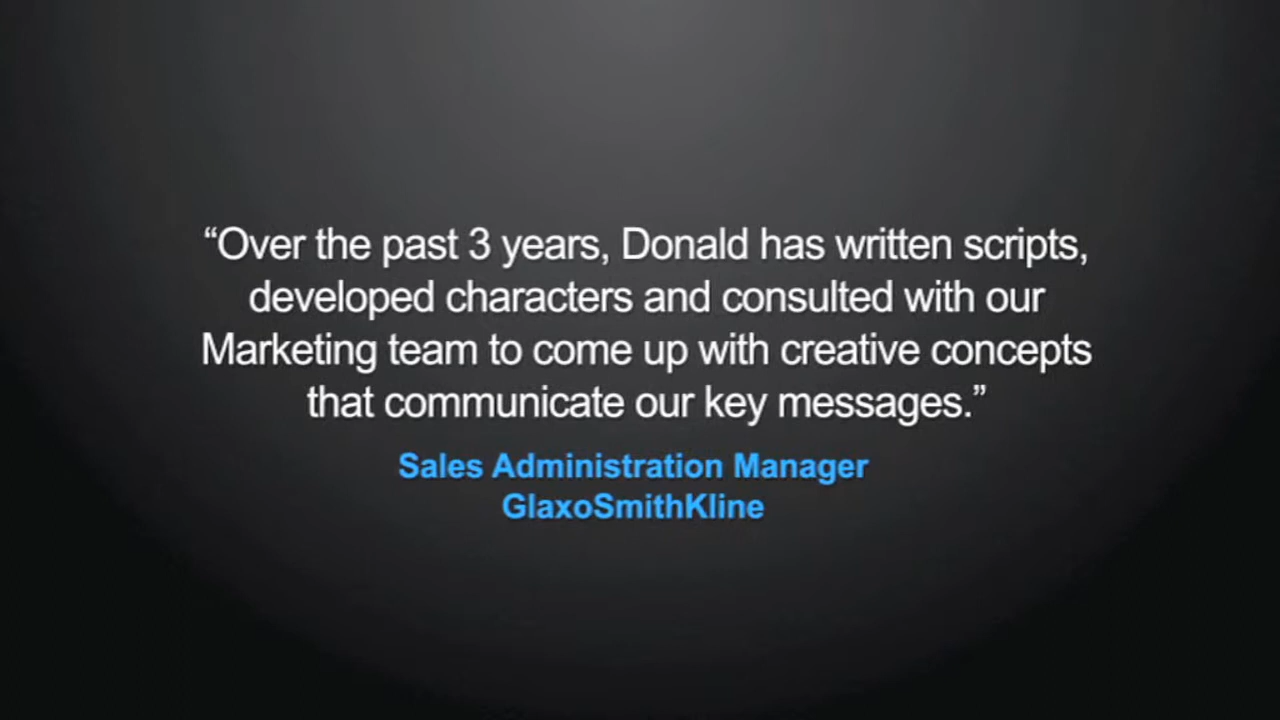 “Over the past 3 years, Donald has written scripts,
developed characters and consulted with our
Marketing team to come up with creative concepts
that communicate our key messages.”
Sales Administration Manager
GlaxoSmithKline